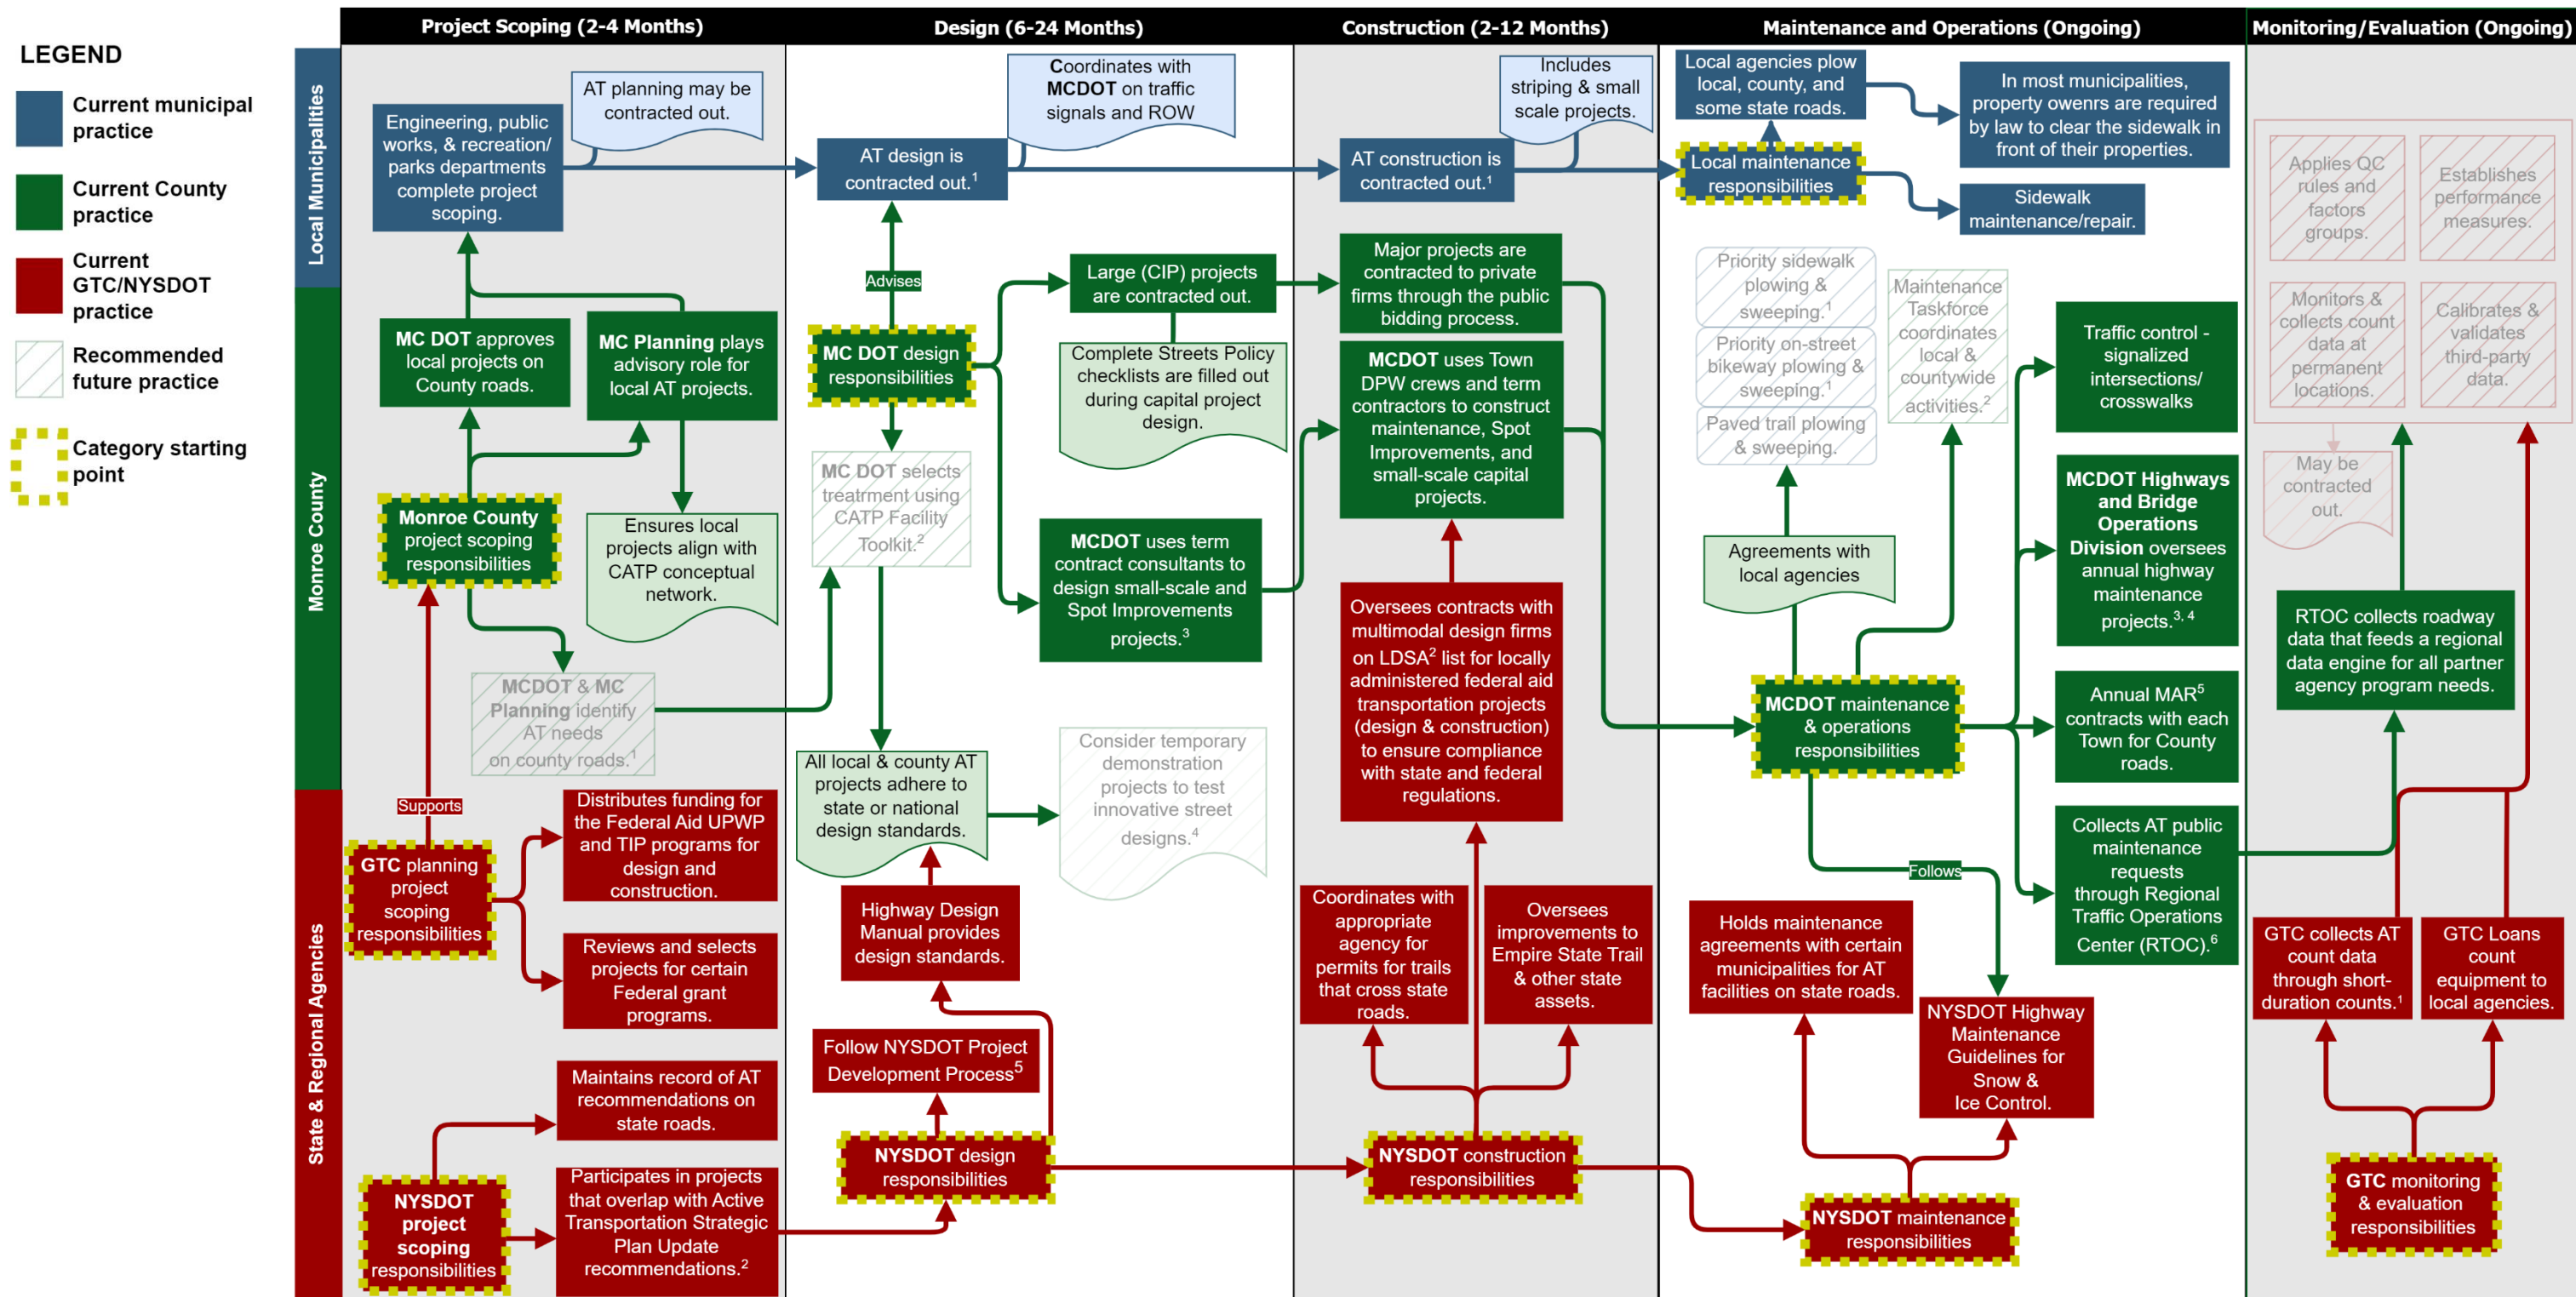 Project Scoping (2-4 Months)
Design (6-24 Months)
Construction (2-12 Months)
Maintenance and Operations (Ongoing)
Monitoring/Evaluation (Ongoing)
LEGEND
Current municipal
practice
Current County
practice
Current
GTC/NYSDOT
practice
Recommended
future practice
Category starting
point
Local Municipalities
Monroe County
State & Regional Agencies
Engineering, public
works, & recreation/
parks departments
complete project
scoping.
AT planning may be
contracted out.
MC DOT approves
local projects on
County roads.
MC Planning plays
advisory role for
local AT projects.
Monroe County
project scoping
responsibilities
Ensures local
projects align with
CATP conceptual
network.
MCDOT & MC
Planning identify
AT needs
on county roads.1
Supports
GTC planning
project
scoping
responsibilities
Distributes funding for
the Federal Aid UPWP
and TIP programs for
design and
construction.
Reviews and selects
projects for certain
Federal grant
programs.
Maintains record of AT
recommendations on
state roads.
NYSDOT
project
scoping
responsibilities
Participates in projects
that overlap with Active
Transportation Strategic
Plan Update
recommendations.2
AT design is
contracted out.1
Coordinates with
MCDOT on traffic
signals and ROW
Advises
MC DOT design
responsibilities
Large (CIP) projects
are contracted out.
Complete Streets Policy
checklists are filled out
during capital project
design.
MC DOT selects
treatrment using
CATP Facility
Toolkit.2
MCDOT uses term
contract consultants to
design small-scale and
Spot Improvements
projects.3
All local & county AT
projects adhere to
state or national
design standards.
Consider temporary
demonstration
projects to test
innovative street
designs.4
Highway Design
Manual provides
design standards.
Follow NYSDOT Project
Development Process5
NYSDOT design
responsibilities
AT construction is
contracted out.1
Includes
striping & small
scale projects.
Major projects are
contracted to private
firms through the public
bidding process.
MCDOT uses Town
DPW crews and term
contractors to construct
maintenance, Spot
Improvements, and
small-scale capital
projects.
Oversees contracts with
multimodal design firms
on LDSA2 list for locally
administered federal aid
transportation projects
(design & construction)
to ensure compliance
with state and federal
regulations.
Coordinates with
appropriate
agency for
permits for trails
that cross state
roads.
Oversees
improvements to
Empire State Trail
& other state
assets.
NYSDOT construction
responsibilities
Local agencies plow
local, county, and
some state roads.
Local maintenance
responsibilities
In most municipalities,
property owenrs are required
by law to clear the sidewalk in
front of their properties.
Sidewalk
maintenance/repair.
Priority sidewalk
plowing &
sweeping.1
Priority on-street
bikeway plowing &
sweeping.1
Paved trail plowing
& sweeping.
Maintenance
Taskforce
coordinates
local &
countywide
activities.2
Agreements with
local agencies
Traffic control -
signalized
intersections/
crosswalks
MCDOT Highways
and Bridge
Operations
Division oversees
annual highway
maintenance
projects.3, 4
MCDOT maintenance
& operations
responsibilities
Annual MAR5
contracts with each
Town for County
roads.
Collects AT public
maintenance
requests
through Regional
Traffic Operations
Center (RTOC).6
Follows
Holds maintenance
agreements with certain
municipalities for AT
facilities on state roads.
NYSDOT Highway
Maintenance
Guidelines for
Snow &
Ice Control.
NYSDOT maintenance
responsibilities
Applies QC
rules and
factors
groups.
Establishes
performance
measures.
Monitors &
collects count
data at
permanent
locations.
Calibrates &
validates
third-party
data.
May be
contracted
out.
RTOC collects roadway
data that feeds a regional
data engine for all partner
agency program needs.
GTC collects AT
count data
through short-
duration counts.1
GTC Loans
count
equipment to
local agencies.
GTC monitoring
& evaluation
responsibilities